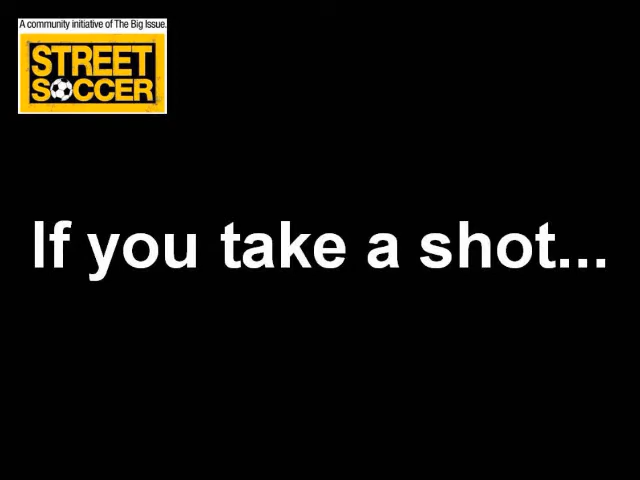 A community initiative of The Big Issue.
STREET
SOCCER
If you take a shot...